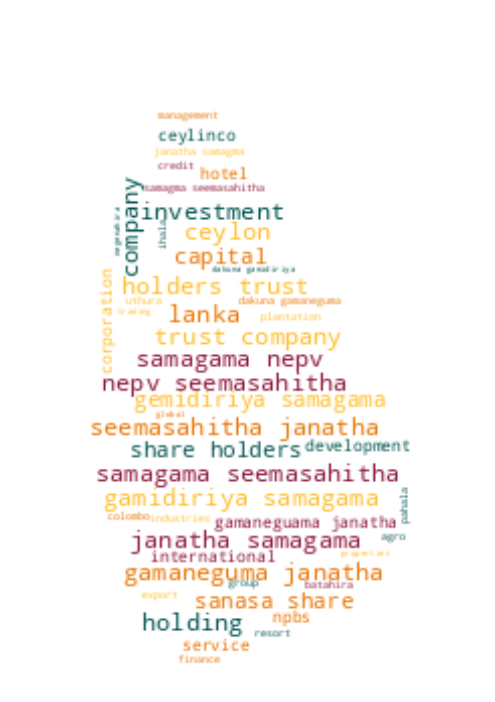 management
ceylinco
janatha samagma
credit
hotel
samagma seemasahitha
company
investment
ihala
ceylon
capital
dakuna gamidiriya
corporation
holders trust
uthura
dakuna gamaneguma
trading
lanka
plantation
trust company
samagama nepv
nepv seemasahitha
gemidiriya samagama
global
seemasahitha janatha
share holders
development
samagama seemasahitha
gamidiriya samagama
pahala
colombo
industries
gamaneguama janatha
janatha samagama
agro
international
properties
gamaneguma janatha
group
batahira
export
sanasa share
holding
npbs
resort
service
finance